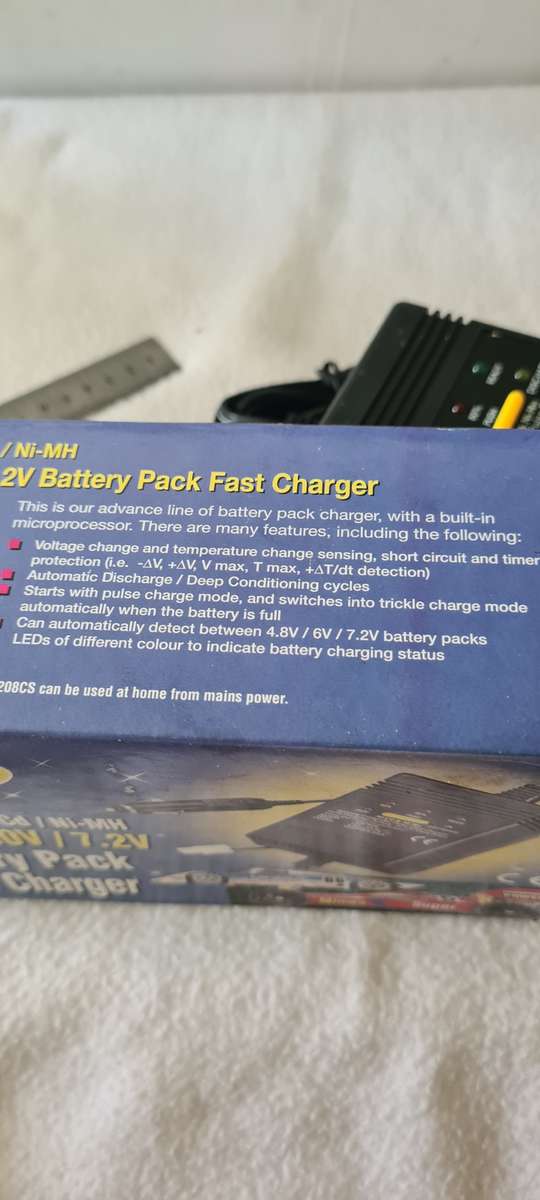 / Ni-MH
2V Battery Pack Fast Charger
This is our advance line of battery pack charger, with a built-in
microprocessor. There are many features, including the following:
Voltage change and temperature change sensing, short circuit and timer
protection (i.e. -ΔV, +ΔV, V max, T max, +ΔT/dt detection)
Automatic Discharge / Deep Conditioning cycles
Starts with pulse charge mode, and switches into trickle charge mode
automatically when the battery is full
Can automatically detect between 4.8V / 6V / 7.2V battery packs
LEDs of different colour to indicate battery charging status
208CS can be used at home from mains power.
Cd / Ni-MH
0V / 7.2V
ry Pack
Charger